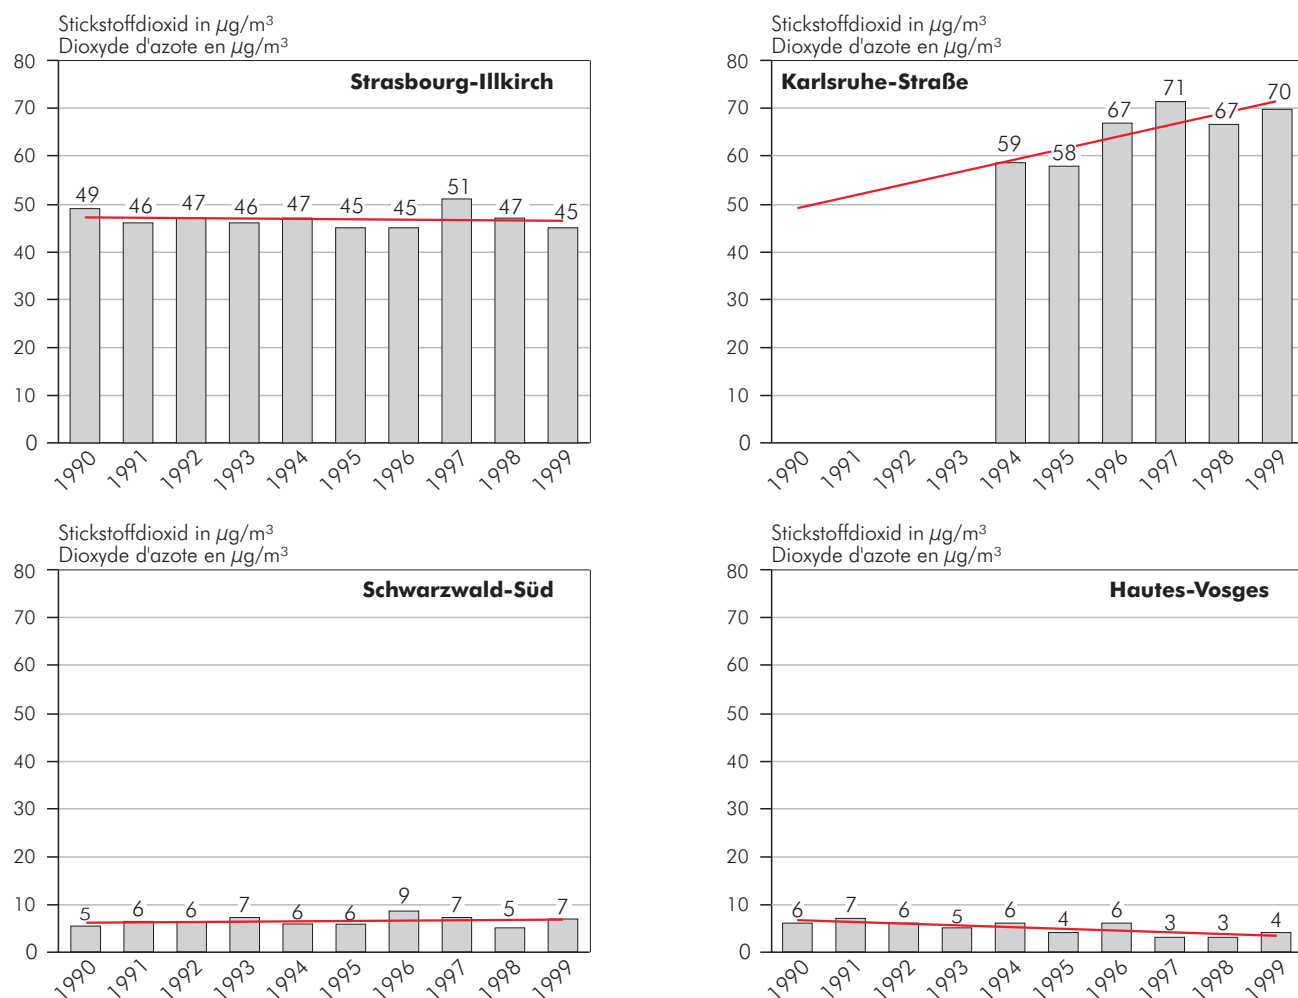 Stickstoffdioxid in µg/m³
Dioxyde d'azote en µg/m³
Strasbourg-Illkirch
80
70
60
50
40
30
20
10
0
49 46 47 46 47 45 45 51 47 45
1990 1991 1992 1993 1994 1995 1996 1997 1998 1999
Stickstoffdioxid in µg/m³
Dioxyde d'azote en µg/m³
Karlsruhe-Straße
80
70
60
50
40
30
20
10
0
59 58 67 71 67 70
1990 1991 1992 1993 1994 1995 1996 1997 1998 1999
Stickstoffdioxid in µg/m³
Dioxyde d'azote en µg/m³
Schwarzwald-Süd
80
70
60
50
40
30
20
10
0
5 6 6 7 6 6 9 7 5 7
1990 1991 1992 1993 1994 1995 1996 1997 1998 1999
Stickstoffdioxid in µg/m³
Dioxyde d'azote en µg/m³
Hautes-Vosges
80
70
60
50
40
30
20
10
0
6 7 6 5 6 4 6 3 3 4
1990 1991 1992 1993 1994 1995 1996 1997 1998 1999